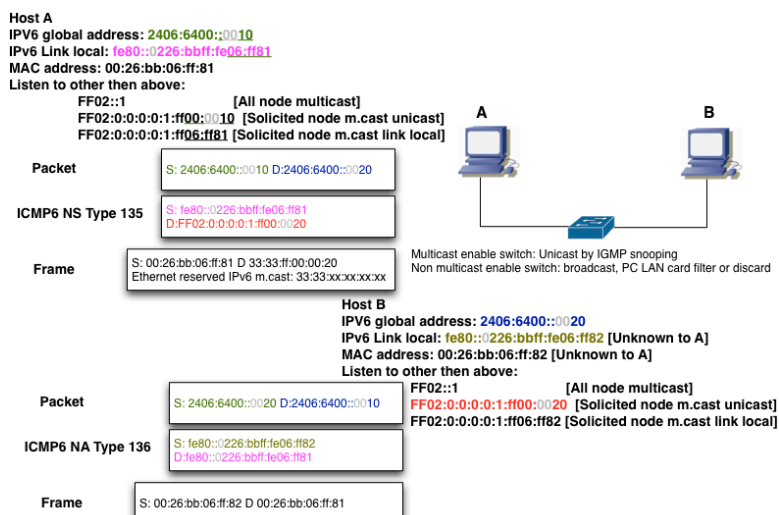 Host A
IPV6 global address: 2406:6400::0010
IPv6 Link local: fe80::0226:bbff:fe06:ff81
MAC address: 00:26:bb:06:ff:81
Listen to other then above:
FF02::1 [All node multicast]
FF02:0:0:0:0:1:ff00:0010 [Solicited node m.cast unicast]
FF02:0:0:0:0:1:ff06:ff81 [Solicited node m.cast link local]
A
B
Packet
S: 2406:6400::0010 D:2406:6400::0020
ICMP6 NS Type 135
S: fe80::0226:bbff:fe06:ff81
D:FF02:0:0:0:0:1:ff00:0020
Frame
S: 00:26:bb:06:ff:81 D 33:33:ff:00:00:20
Ethernet reserved IPv6 m.cast: 33:33:xx:xx:xx:xx
Multicast enable switch: Unicast by IGMP snooping
Non multicast enable switch: broadcast, PC LAN card filter or discard
Host B
IPV6 global address: 2406:6400::0020
IPv6 Link local: fe80::0226:bbff:fe06:ff82 [Unknown to A]
MAC address: 00:26:bb:06:ff:82 [Unknown to A]
Listen to other then above:
FF02::1 [All node multicast]
FF02:0:0:0:0:1:ff00:0020 [Solicited node m.cast unicast]
FF02:0:0:0:0:1:ff06:ff82 [Solicited node m.cast link local]
Packet
S: 2406:6400::0020 D:2406:6400::0010
ICMP6 NA Type 136
S: fe80::0226:bbff:fe06:ff82
D:fe80::0226:bbff:fe06:ff81
Frame
S: 00:26:bb:06:ff:82 D 00:26:bb:06:ff:81